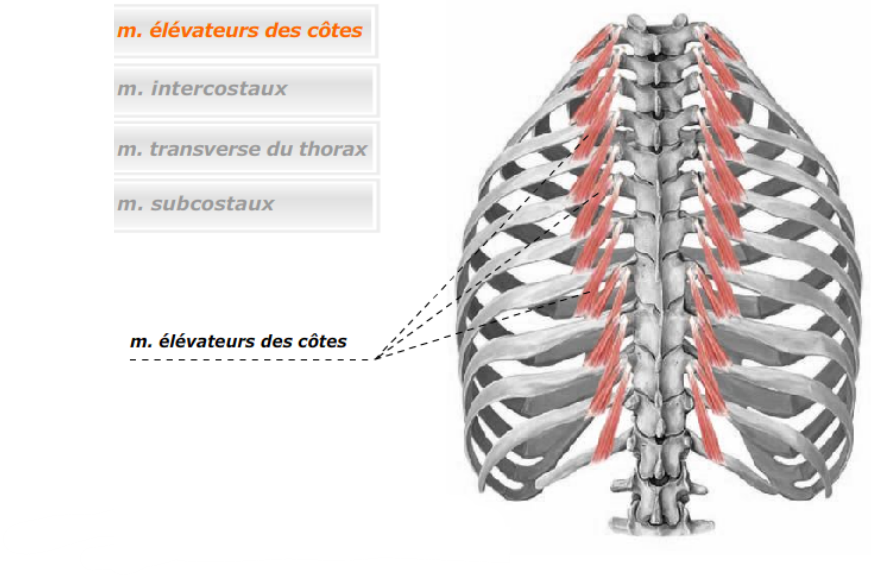 m. élévateurs des côtes
m. intercostaux
m. transverse du thorax
m. subcostaux
m. élévateurs des côtes